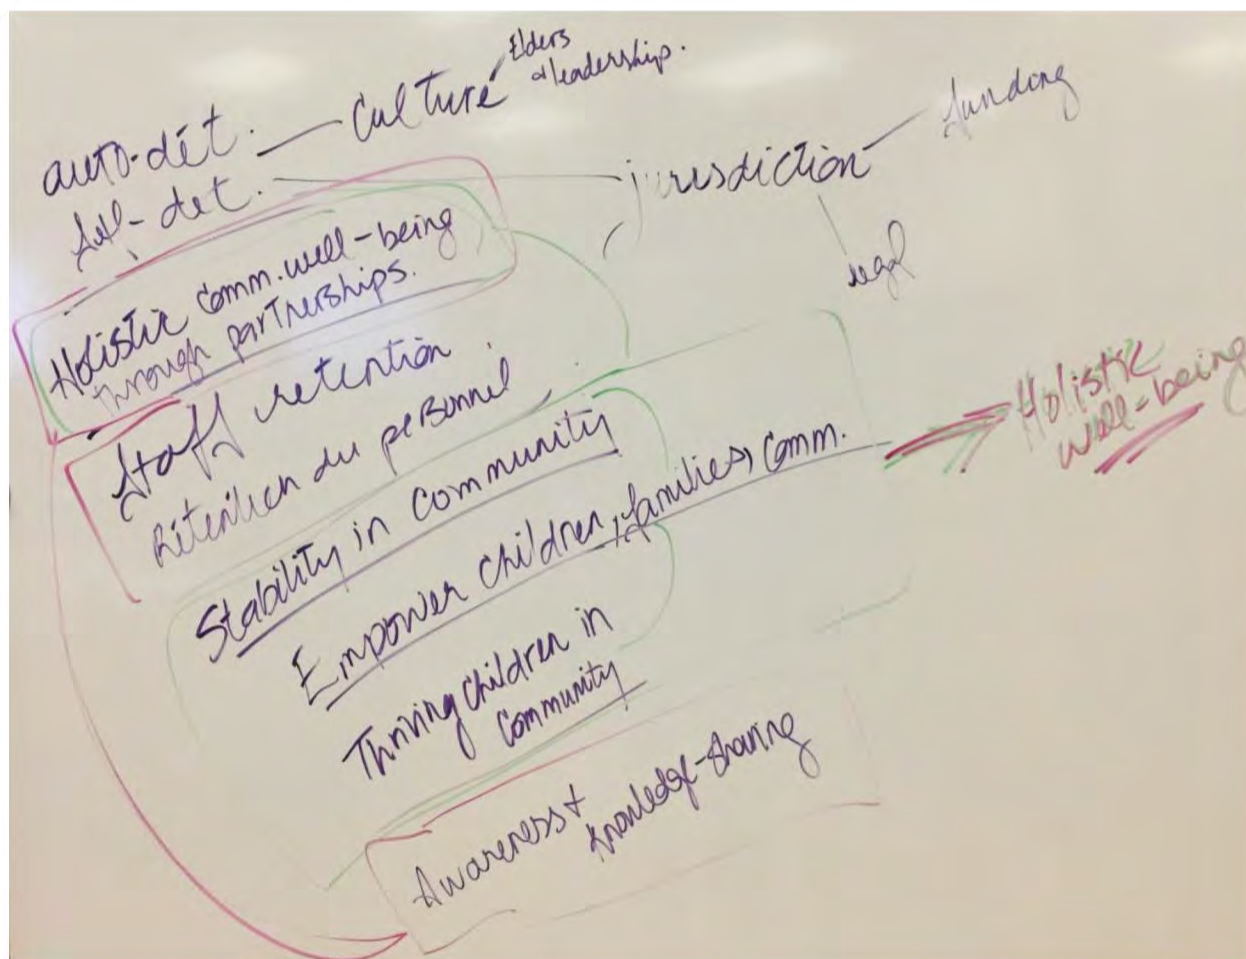 auto-dét. — Culture
Elders
& leadership.
self-det. — jurisdiction
funding
legal
Holistic comm. well-being
through partnerships.
Staff retention
Rétention du personnel
Stability in community
Empower children, families, comm.
Thriving children in
community
Awareness +
knowledge-sharing
Holistic
well-being